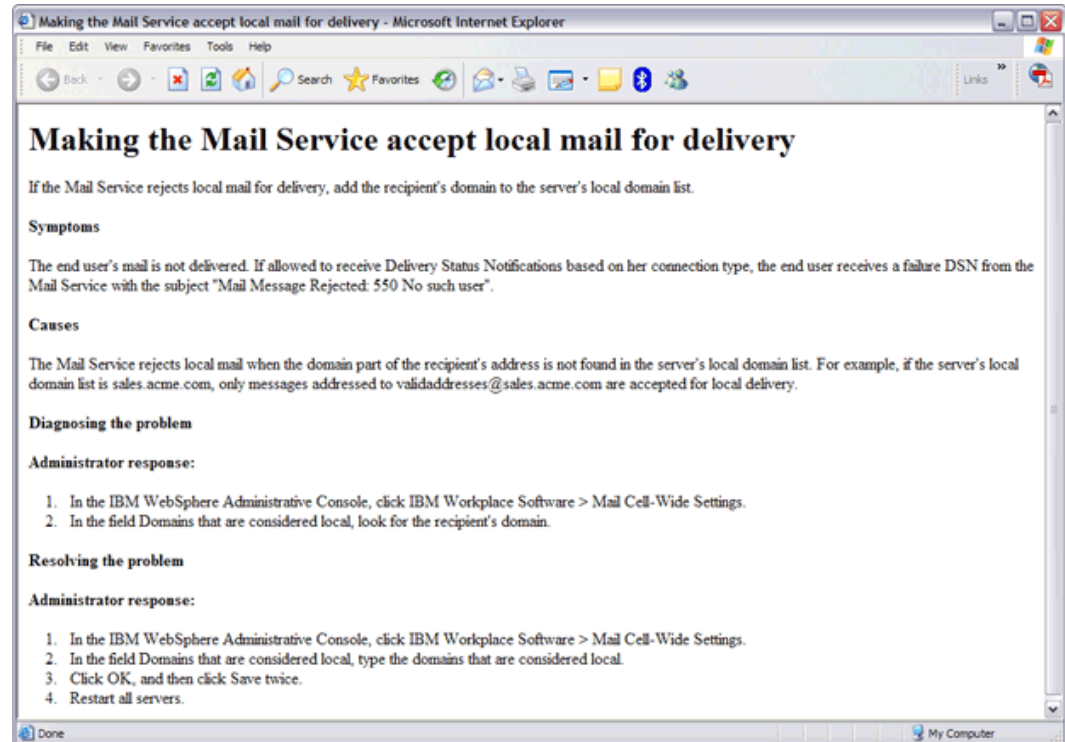 Making the Mail Service accept local mail for delivery - Microsoft Internet Explorer
File Edit View Favorites Tools Help
Back Search Favorites Links »
Making the Mail Service accept local mail for delivery
If the Mail Service rejects local mail for delivery, add the recipient's domain to the server's local domain list.
Symptoms
The end user's mail is not delivered. If allowed to receive Delivery Status Notifications based on her connection type, the end user receives a failure DSN from the
Mail Service with the subject "Mail Message Rejected: 550 No such user".
Causes
The Mail Service rejects local mail when the domain part of the recipient's address is not found in the server's local domain list. For example, if the server's local
domain list is sales.acme.com, only messages addressed to validaddresses@sales.acme.com are accepted for local delivery.
Diagnosing the problem
Administrator response:
1. In the IBM WebSphere Administrative Console, click IBM Workplace Software > Mail Cell-Wide Settings.
2. In the field Domains that are considered local, look for the recipient's domain.
Resolving the problem
Administrator response:
1. In the IBM WebSphere Administrative Console, click IBM Workplace Software > Mail Cell-Wide Settings.
2. In the field Domains that are considered local, type the domains that are considered local.
3. Click OK, and then click Save twice.
4. Restart all servers.
Done My Computer